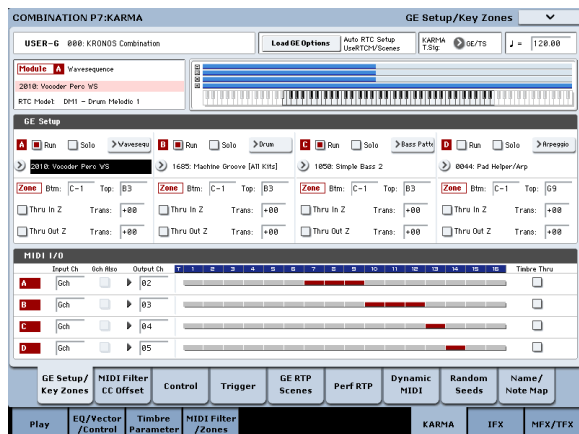 COMBINATION P7:KARMA GE Setup/Key Zones
USER-G 000: KRONOS Combination Load GE Options Auto RTC Setup UseRTCM/Scenes KARMA T.Sig: GE/TS ♩ = 120.00
Module A Wavesequence
2010: Vocoder Perc WS
RTC Model: DM1 - Drum Melodic 1
A B C D
GE Setup
A Run Solo >Wavesequ B Run Solo >Drum C Run Solo >Bass Patte D Run Solo >Arpeggio
2010: Vocoder Perc WS 1685: Machine Groove [All Kits] 1050: Simple Bass 2 0044: Pad Helper/Arp
Zone Btm: C-1 Top: B3 Zone Btm: C-1 Top: B3 Zone Btm: C-1 Top: B3 Zone Btm: C-1 Top: G9
Thru In Z Trans: +00 Thru In Z Trans: +00 Thru In Z Trans: +00 Thru In Z Trans: +00
Thru Out Z Trans: +00 Thru Out Z Trans: +00 Thru Out Z Trans: +00 Thru Out Z Trans: +00
MIDI I/O
Input Ch Gch Also Output Ch T 1 2 3 4 5 6 7 8 9 10 11 12 13 14 15 16 Timbre Thru
A Gch 02
B Gch 03
C Gch 04
D Gch 05
GE Setup/ Key Zones MIDI Filter CC Offset Control Trigger GE RTP Scenes Perf RTP Dynamic MIDI Random Seeds Name/ Note Map
Play EQ/Vector /Control Timbre Parameter MIDI Filter /Zones KARMA IFX MFX/TFX